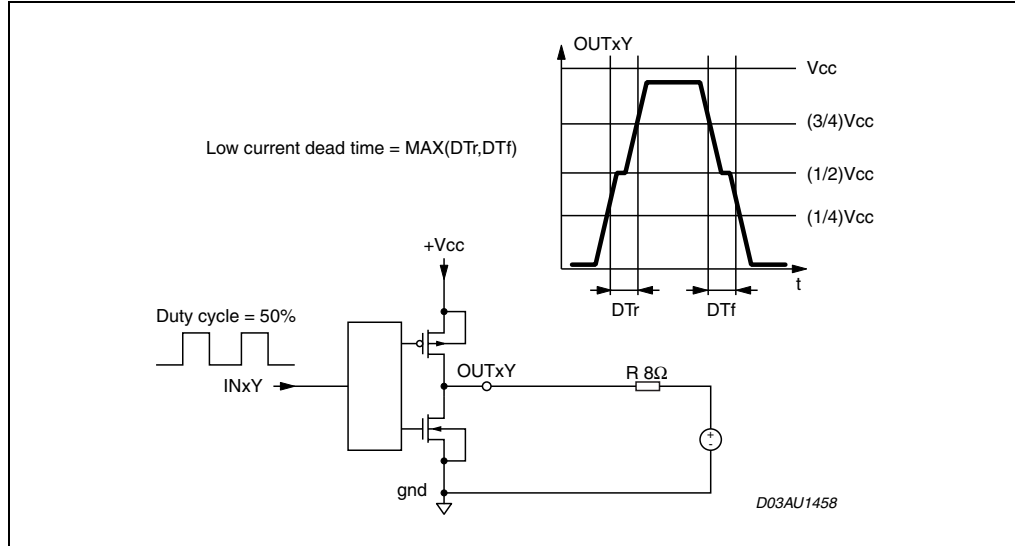 OUTxY
Vcc
(3/4)Vcc
Low current dead time = MAX(DTr,DTf)
(1/2)Vcc
(1/4)Vcc
+Vcc
t
DTr
DTf
Duty cycle = 50%
OUTxY
R 8Ω
INxY
+
-
gnd
D03AU1458